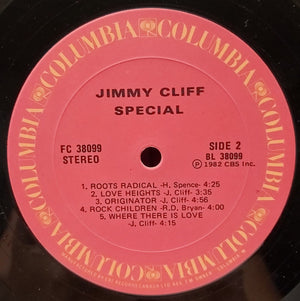 COLUMBIA COLUMBIA COLUMBIA COLUMBIA COLUMBIA COLUMBIA
JIMMY CLIFF
SPECIAL
FC 38099
STEREO
SIDE 2
BL 38099
℗ 1982 CBS Inc.
1. ROOTS RADICAL -H. Spence- 4:25
2. LOVE HEIGHTS -J. Cliff- 3:35
3. ORIGINATOR -J. Cliff- 4:56
4. ROCK CHILDREN -R.D. Bryan- 4:00
5. WHERE THERE IS LOVE
-J. Cliff-
4:15